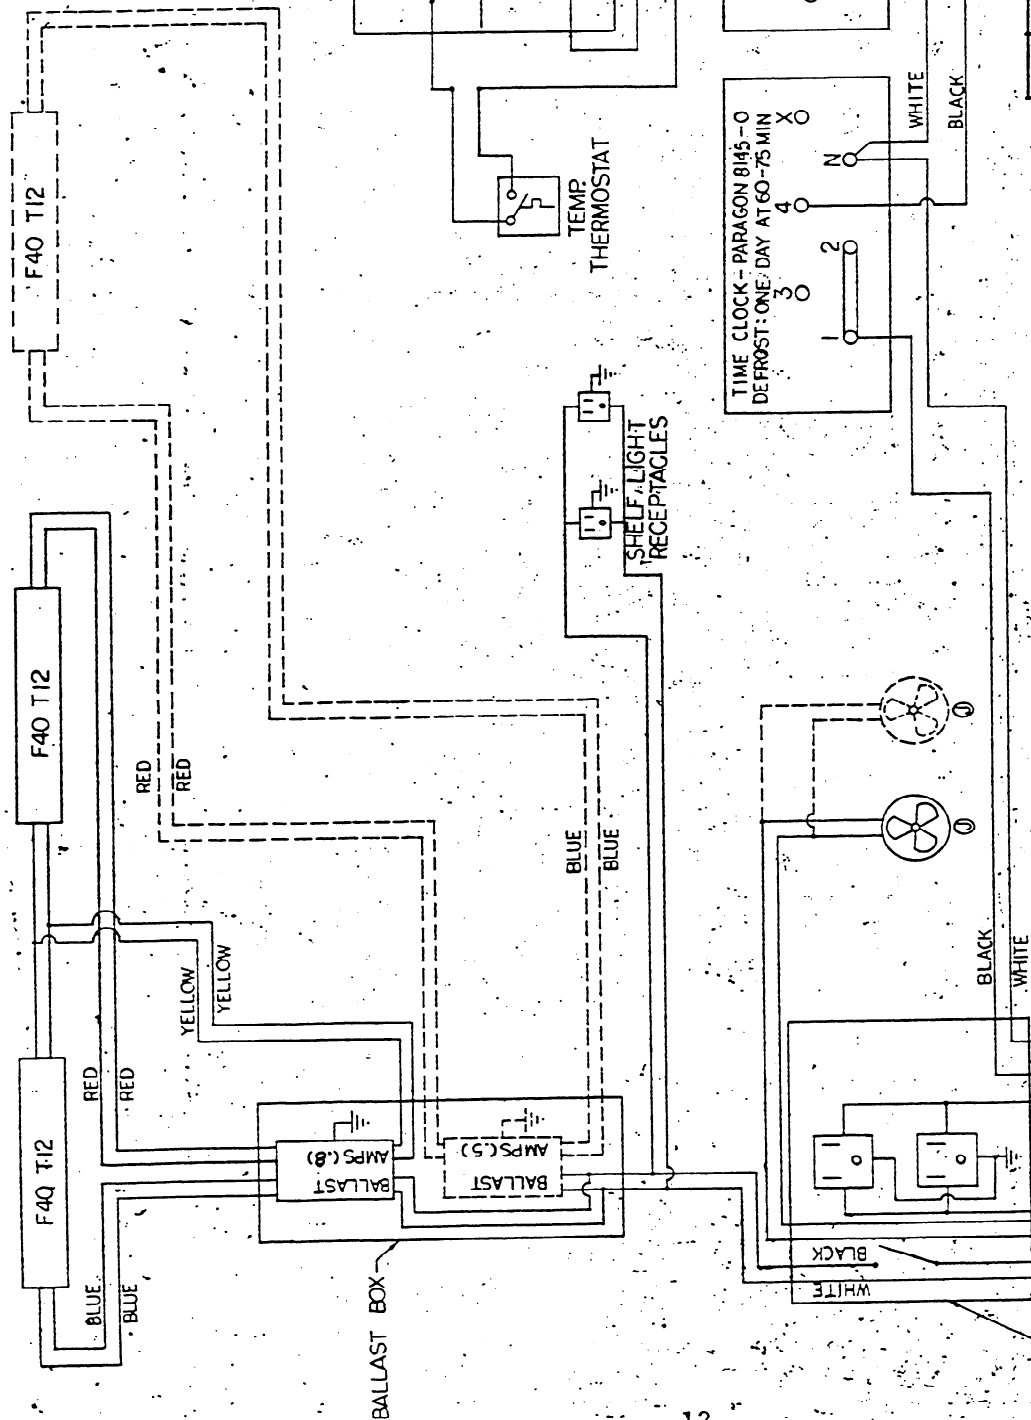 F40 T12
F40 T12
F40 T12
RED
RED
RED
RED
YELLOW
YELLOW
BLUE
BLUE
BLUE
BLUE
BALLAST
AMPS (.8)
BALLAST
AMPS (.5)
BALLAST BOX
TEMP.
THERMOSTAT
SHELF LIGHT
RECEPTACLES
TIME CLOCK - PARAGON 8145-0
DEFROST: ONE DAY AT 60-75 MIN
1
2
3
4
N
X
WHITE
BLACK
BLACK
WHITE
BLACK
WHITE
12